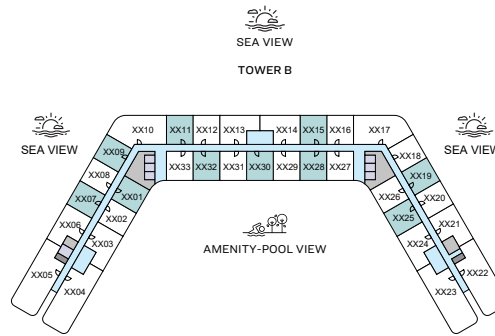 SEA VIEW
TOWER B
XX10 XX11 XX12 XX13 XX14 XX15 XX16 XX17
SEA VIEW
SEA VIEW
XX09
XX33 XX32 XX31 XX30 XX29 XX28 XX27
XX18
XX08
XX19
XX07
XX01
XX26
XX20
XX02
XX25
XX06
XX21
XX03
AMENITY-POOL VIEW
XX24
XX05
XX22
XX04
XX23